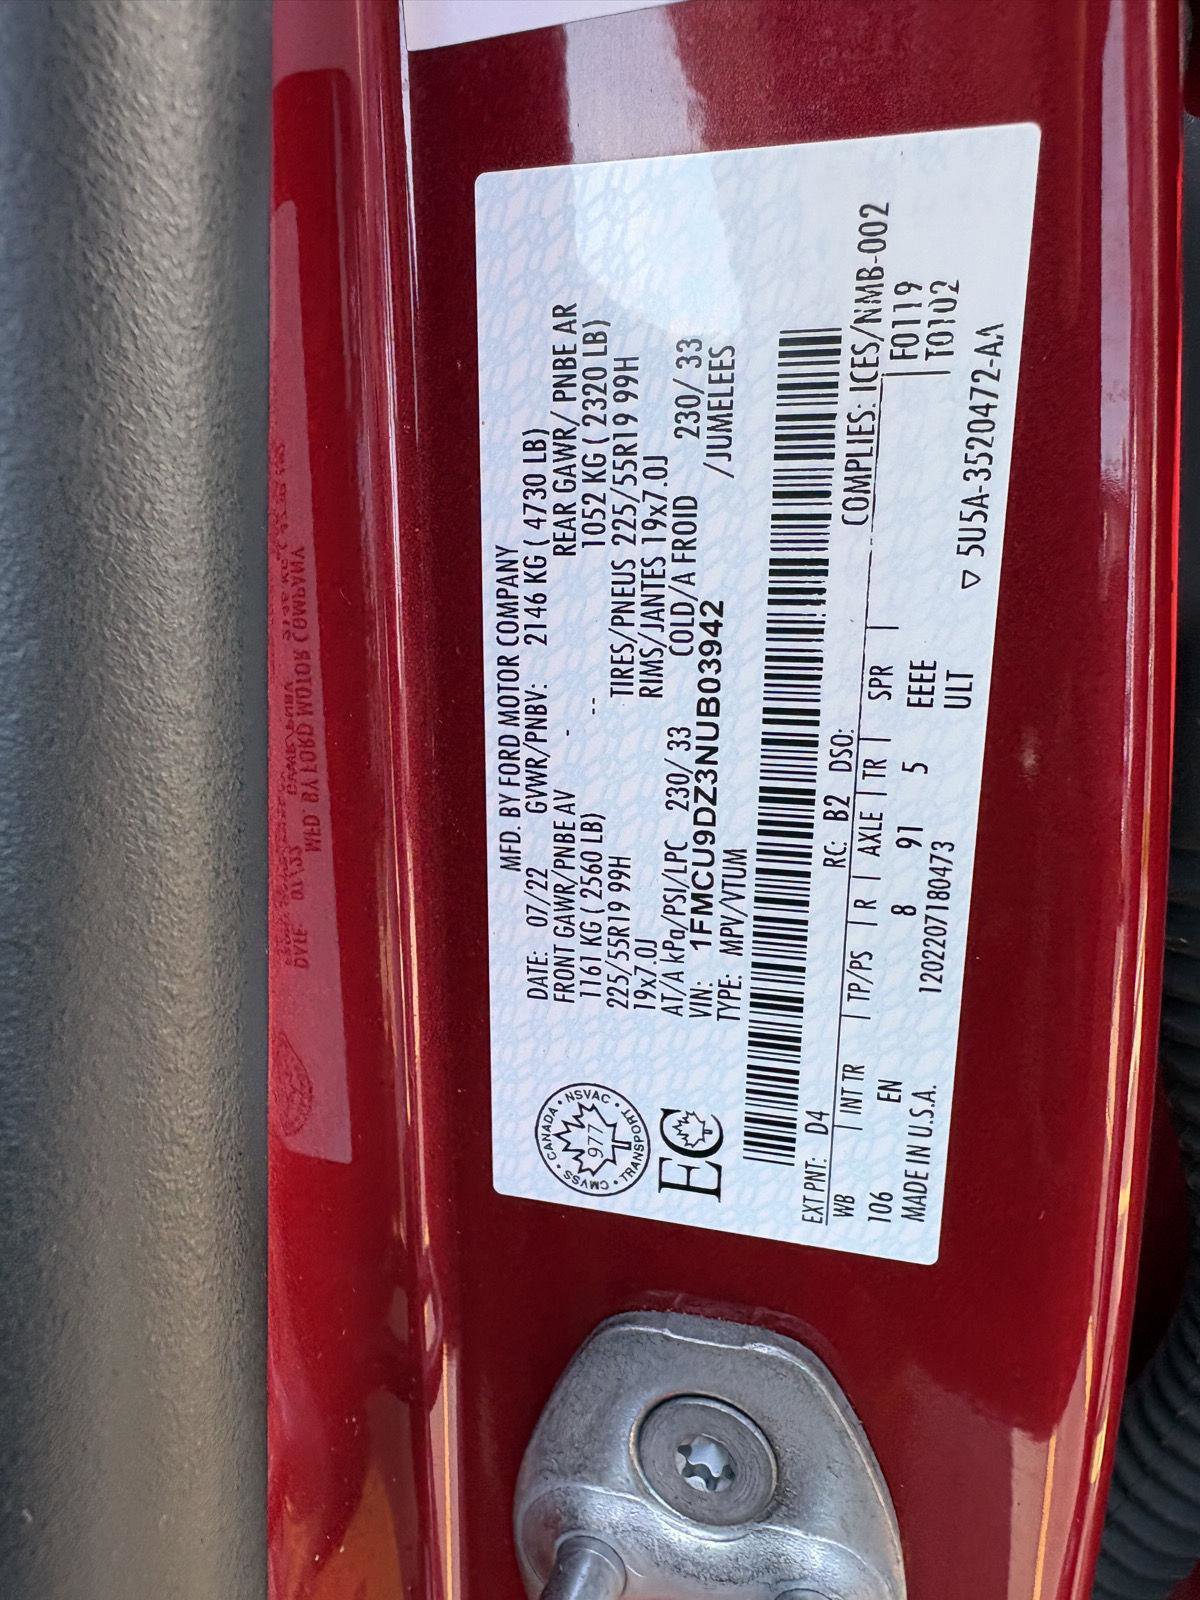 MFD. BY FORD MOTOR COMPANY
DATE: 07/22 GVWR/PNBV: 2146 KG ( 4730 LB)
FRONT GAWR/PNBE AV - REAR GAWR/ PNBE AR
1161 KG ( 2560 LB) -- 1052 KG ( 2320 LB)
225/55R19 99H TIRES/PNEUS 225/55R19 99H
19x7.0J RIMS/JANTES 19x7.0J
AT/A kPa/PSI/LPC 230/ 33 COLD/A FROID 230/ 33
VIN: 1FMCU9DZ3NUB03942 /JUMELEES
TYPE: MPV/VTUM
CANADA • NSVAC • TRANSPORT • CMVSS •
977
EC
EXT PNT: D4 RC: B2 DSO: COMPLIES: ICES/NMB-002
WB | INT TR | TP/PS | R | AXLE | TR | SPR | | F0119
106 EN 8 91 5 EEEE T0102
ULT
MADE IN U.S.A. 1202207180473 ▽ 5U5A-3520472-AA